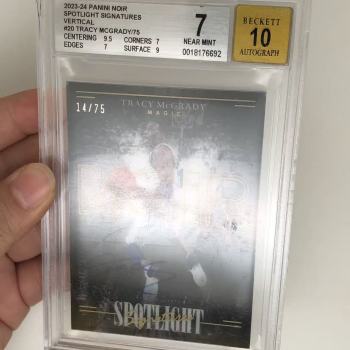 2023-24 PANINI NOIR
SPOTLIGHT SIGNATURES
VERTICAL
#20 TRACY MCGRADY/75
CENTERING 9.5 CORNERS 7
EDGES 7 SURFACE 9
7
NEAR MINT
0018176692
BECKETT
10
AUTOGRAPH
14/75
TRACY McGRADY
MAGIC
SPOTLIGHT